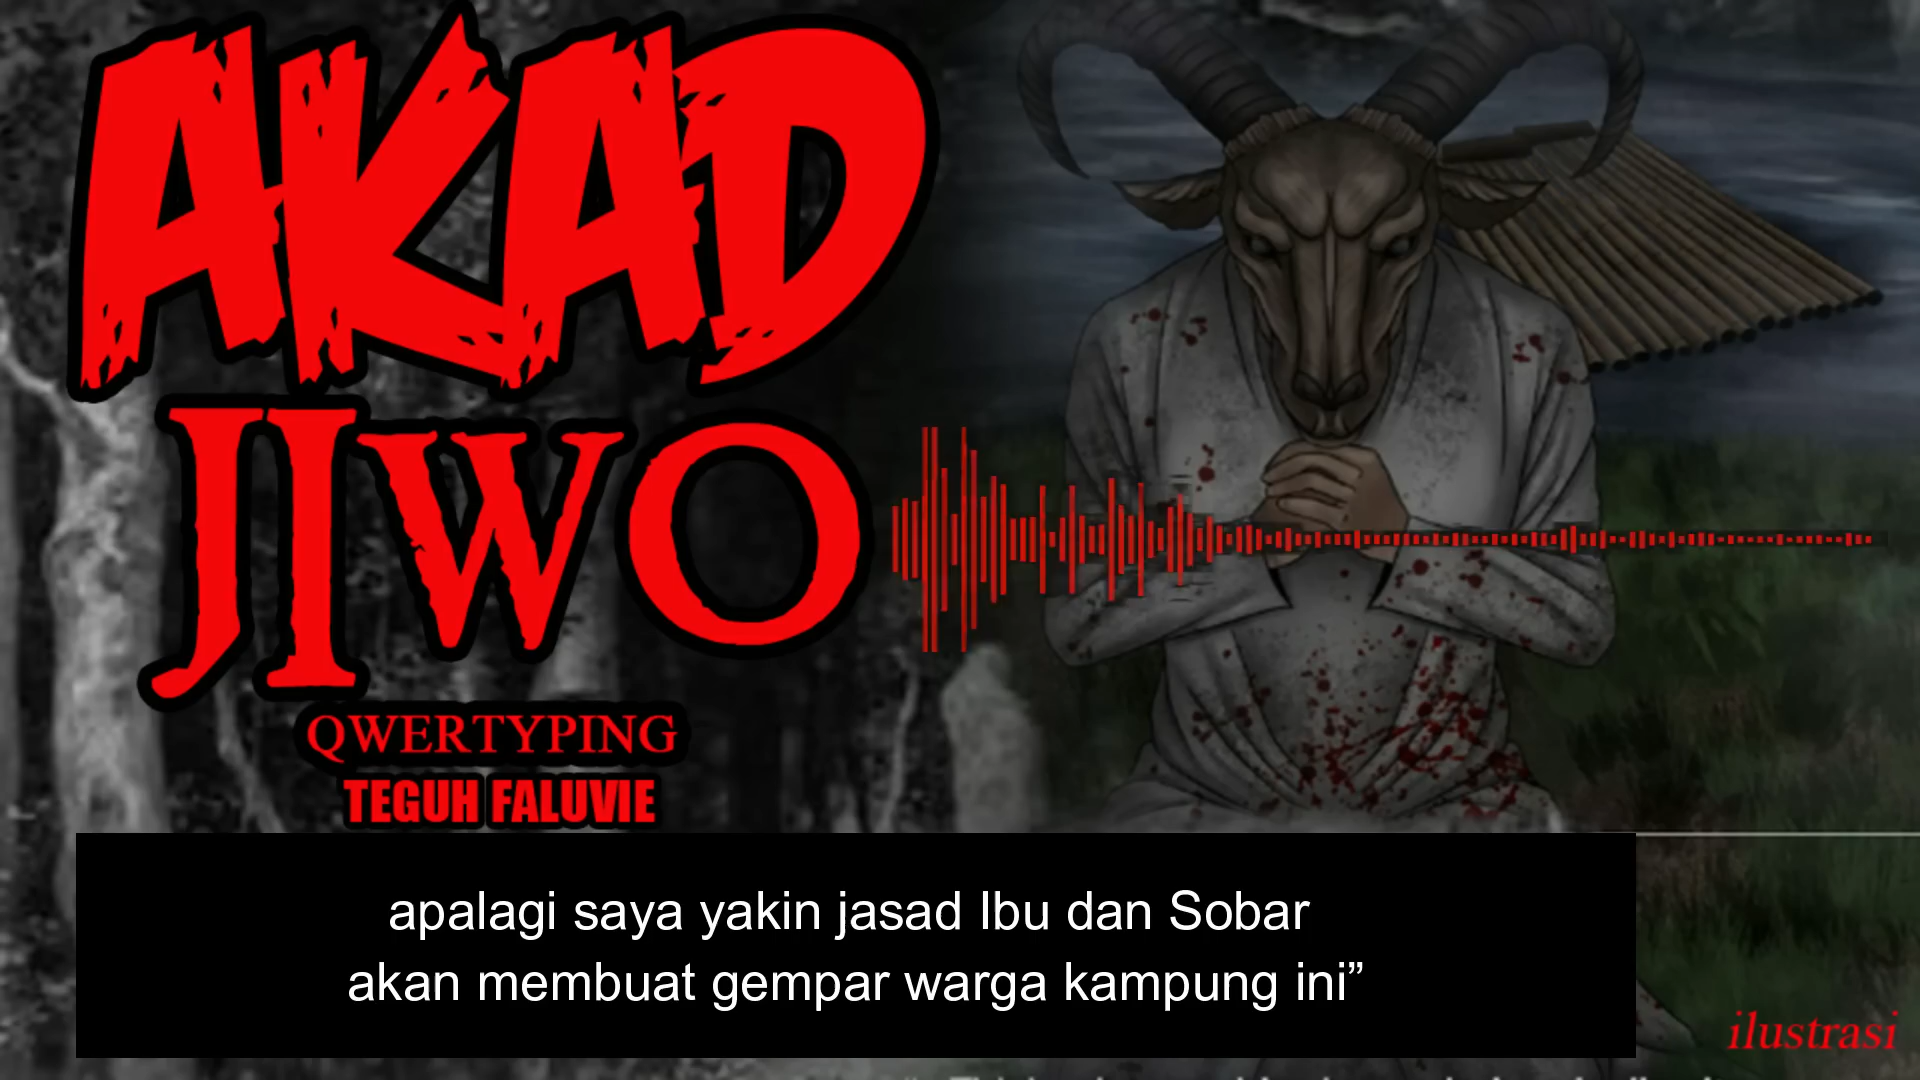 AKAD
JIWO
QWERTYPING
TEGUH FALUVIE
apalagi saya yakin jasad Ibu dan Sobar
akan membuat gempar warga kampung ini”
ilustrasi